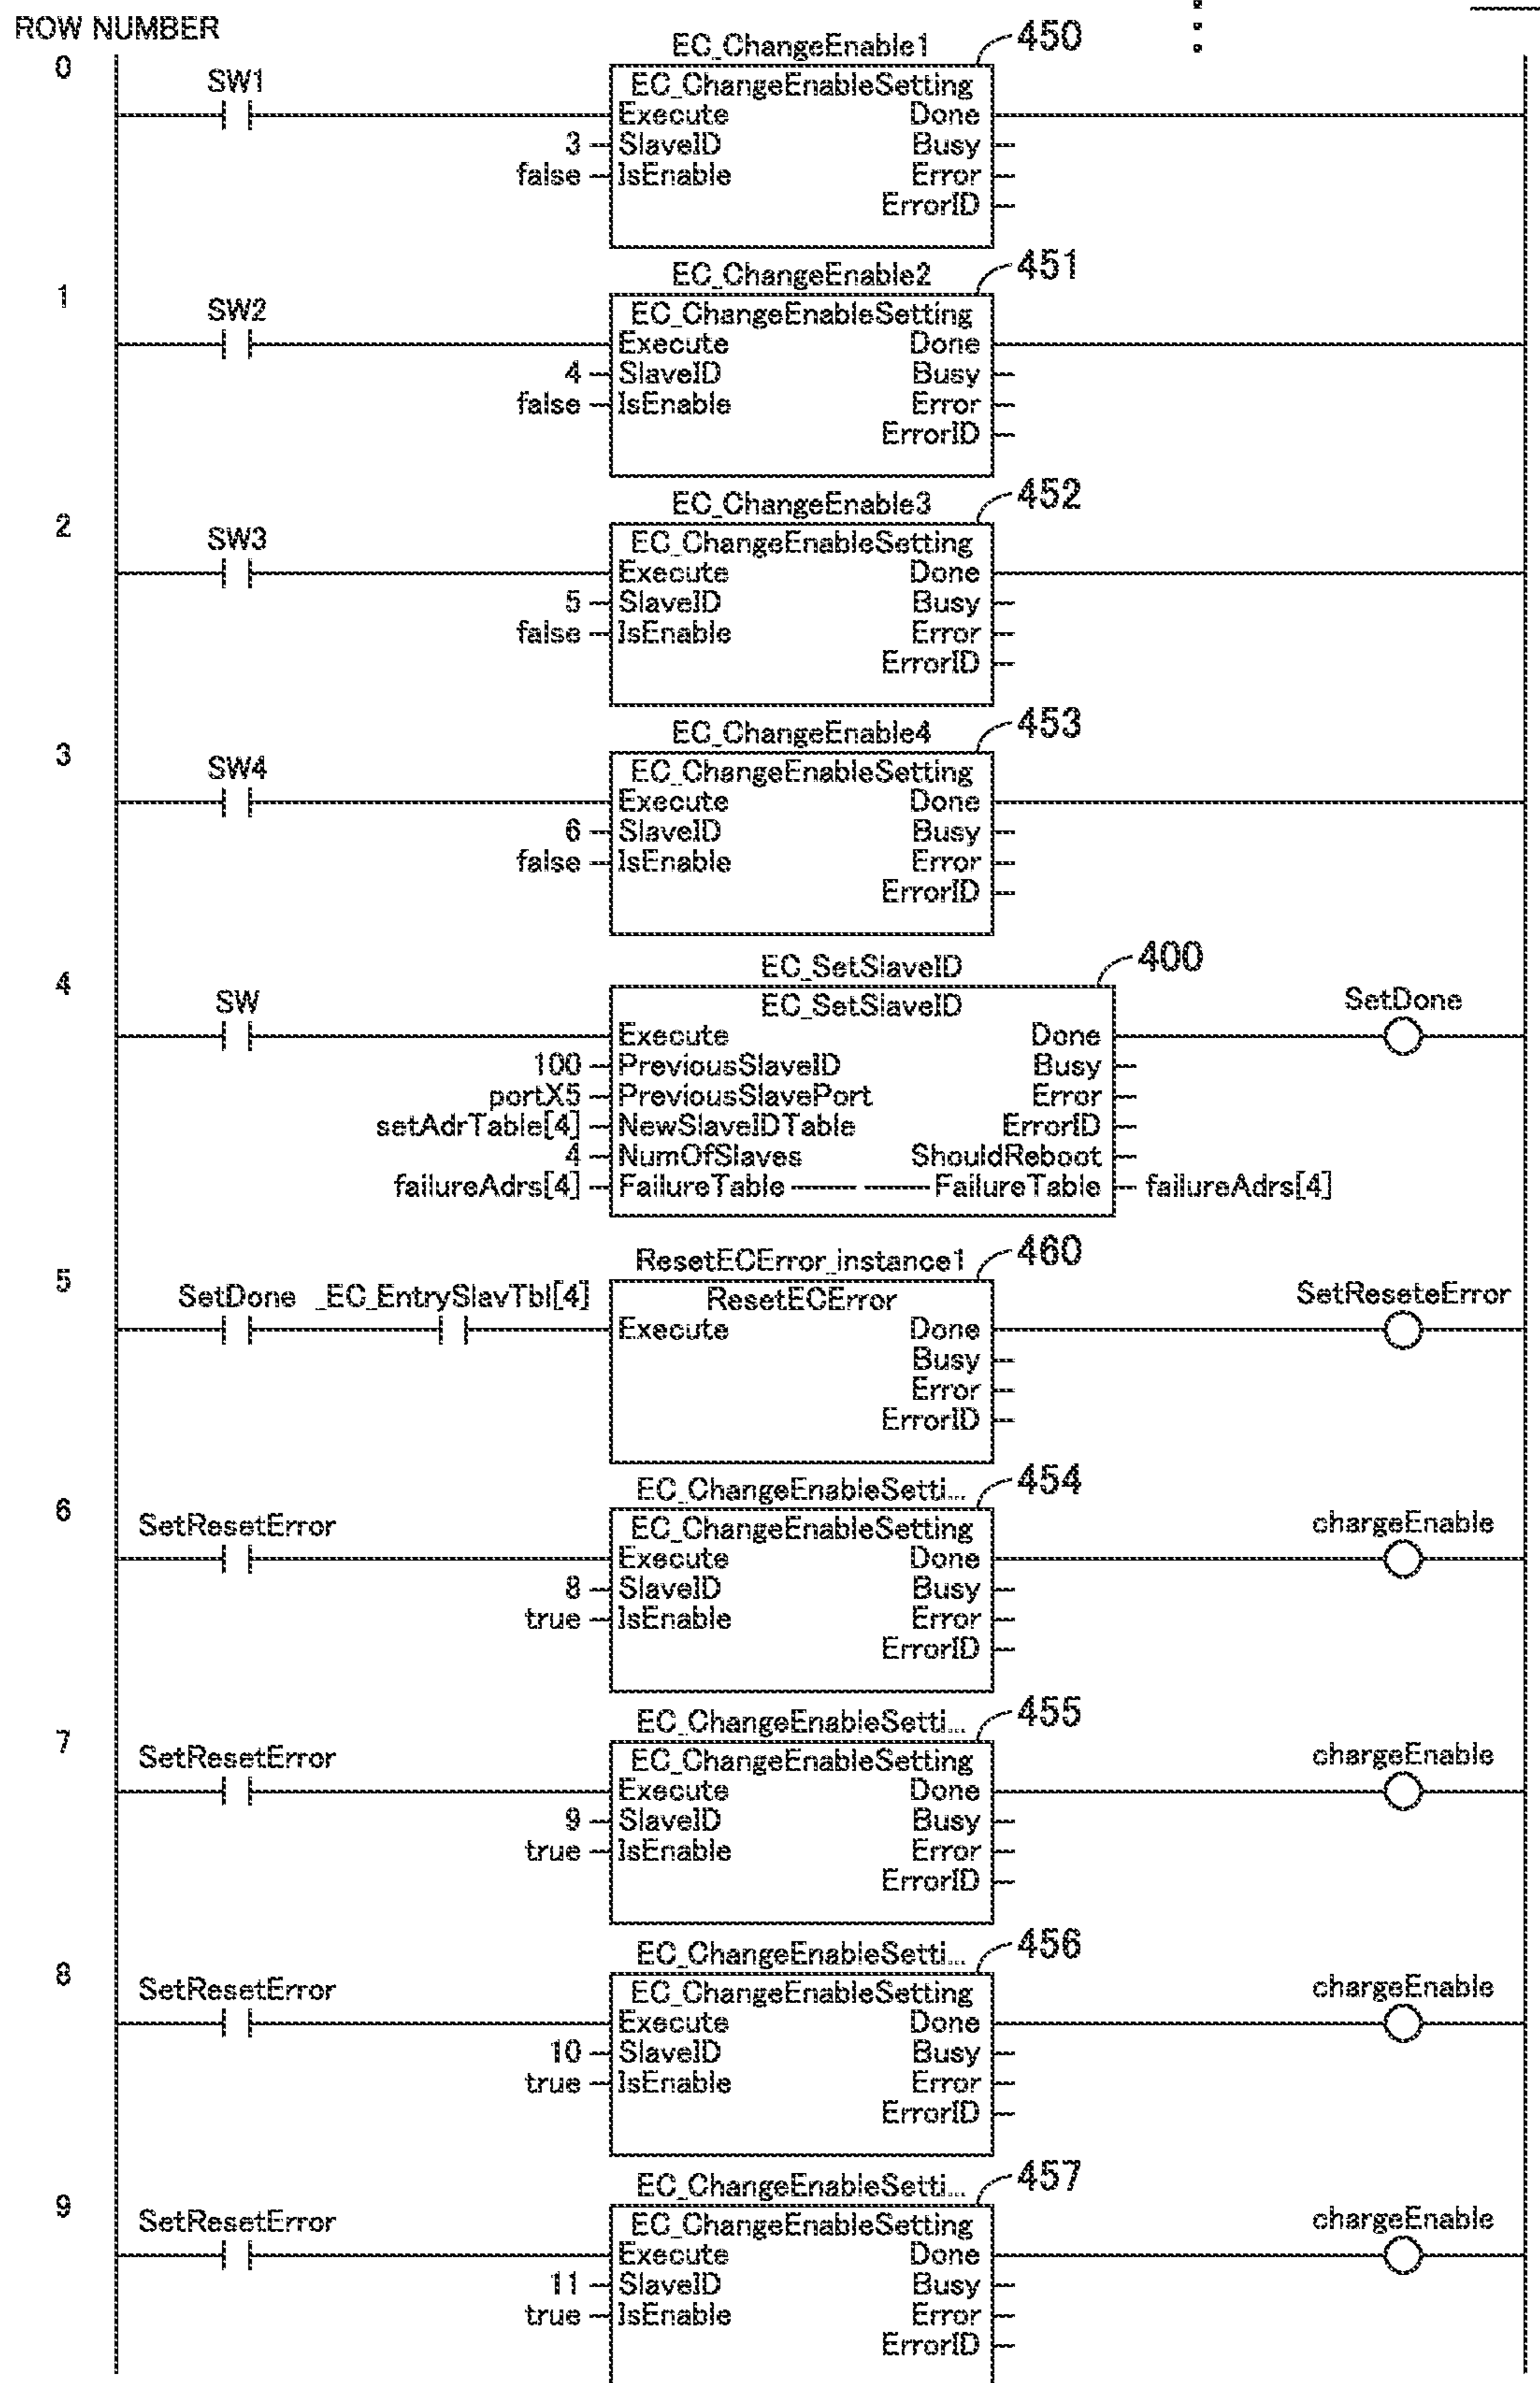 ROW NUMBER
0
SW1
EC_ChangeEnable1
450
EC_ChangeEnableSetting
Execute Done
3 SlaveID Busy
false IsEnable Error
ErrorID
1
SW2
EC_ChangeEnable2
451
EC_ChangeEnableSetting
Execute Done
4 SlaveID Busy
false IsEnable Error
ErrorID
2
SW3
EC_ChangeEnable3
452
EC_ChangeEnableSetting
Execute Done
5 SlaveID Busy
false IsEnable Error
ErrorID
3
SW4
EC_ChangeEnable4
453
EC_ChangeEnableSetting
Execute Done
6 SlaveID Busy
false IsEnable Error
ErrorID
4
SW
EC_SetSlaveID
400
EC_SetSlaveID
SetDone
Execute Done
100 PreviousSlaveID Busy
portX5 PreviousSlavePort Error
setAdrTable[4] NewSlaveIDTable ErrorID
4 NumOfSlaves ShouldReboot
failureAdrs[4] FailureTable FailureTable failureAdrs[4]
5
SetDone _EC_EntrySlavTbl[4]
ResetECError_instance1
460
ResetECError
SetReseteError
Execute Done
Busy
Error
ErrorID
6
SetResetError
EC_ChangeEnableSetti...
454
EC_ChangeEnableSetting
chargeEnable
Execute Done
8 SlaveID Busy
true IsEnable Error
ErrorID
7
SetResetError
EC_ChangeEnableSetti...
455
EC_ChangeEnableSetting
chargeEnable
Execute Done
9 SlaveID Busy
true IsEnable Error
ErrorID
8
SetResetError
EC_ChangeEnableSetti...
456
EC_ChangeEnableSetting
chargeEnable
Execute Done
10 SlaveID Busy
true IsEnable Error
ErrorID
9
SetResetError
EC_ChangeEnableSetti...
457
EC_ChangeEnableSetting
chargeEnable
Execute Done
11 SlaveID Busy
true IsEnable Error
ErrorID